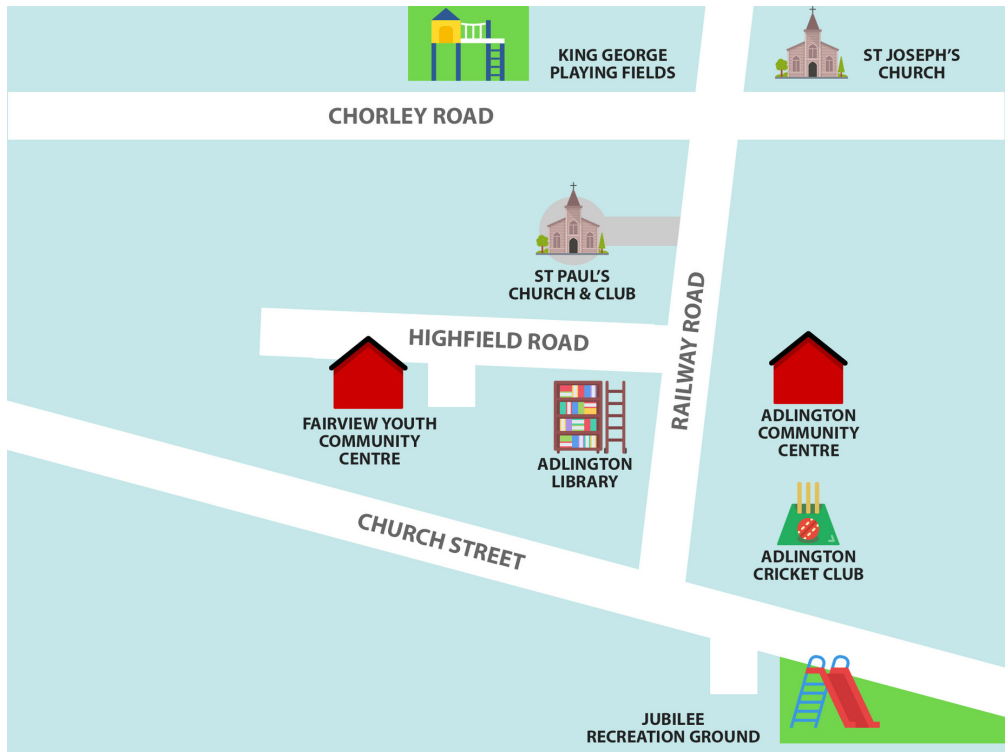 KING GEORGE
PLAYING FIELDS
ST JOSEPH'S
CHURCH
CHORLEY ROAD
ST PAUL'S
CHURCH & CLUB
HIGHFIELD ROAD
RAILWAY ROAD
FAIRVIEW YOUTH
COMMUNITY
CENTRE
ADLINGTON
LIBRARY
ADLINGTON
COMMUNITY
CENTRE
CHURCH STREET
ADLINGTON
CRICKET CLUB
JUBILEE
RECREATION GROUND